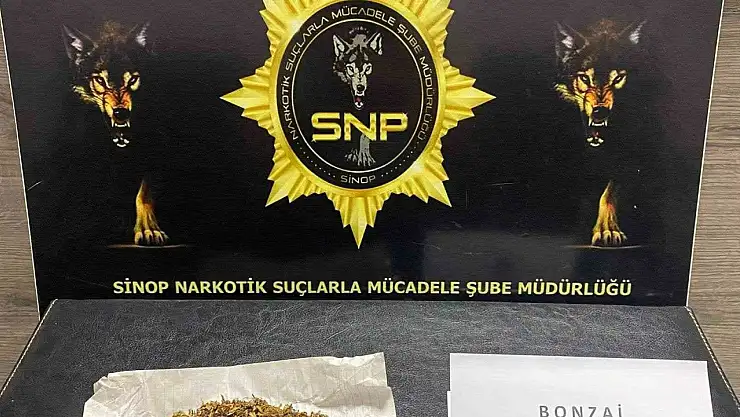 NARKOTİK SUÇLARLA MÜCADELE ŞUBE MÜDÜRLÜĞÜ
SNP
SİNOP
SİNOP NARKOTİK SUÇLARLA MÜCADELE ŞUBE MÜDÜRLÜĞÜ
BONZAİ